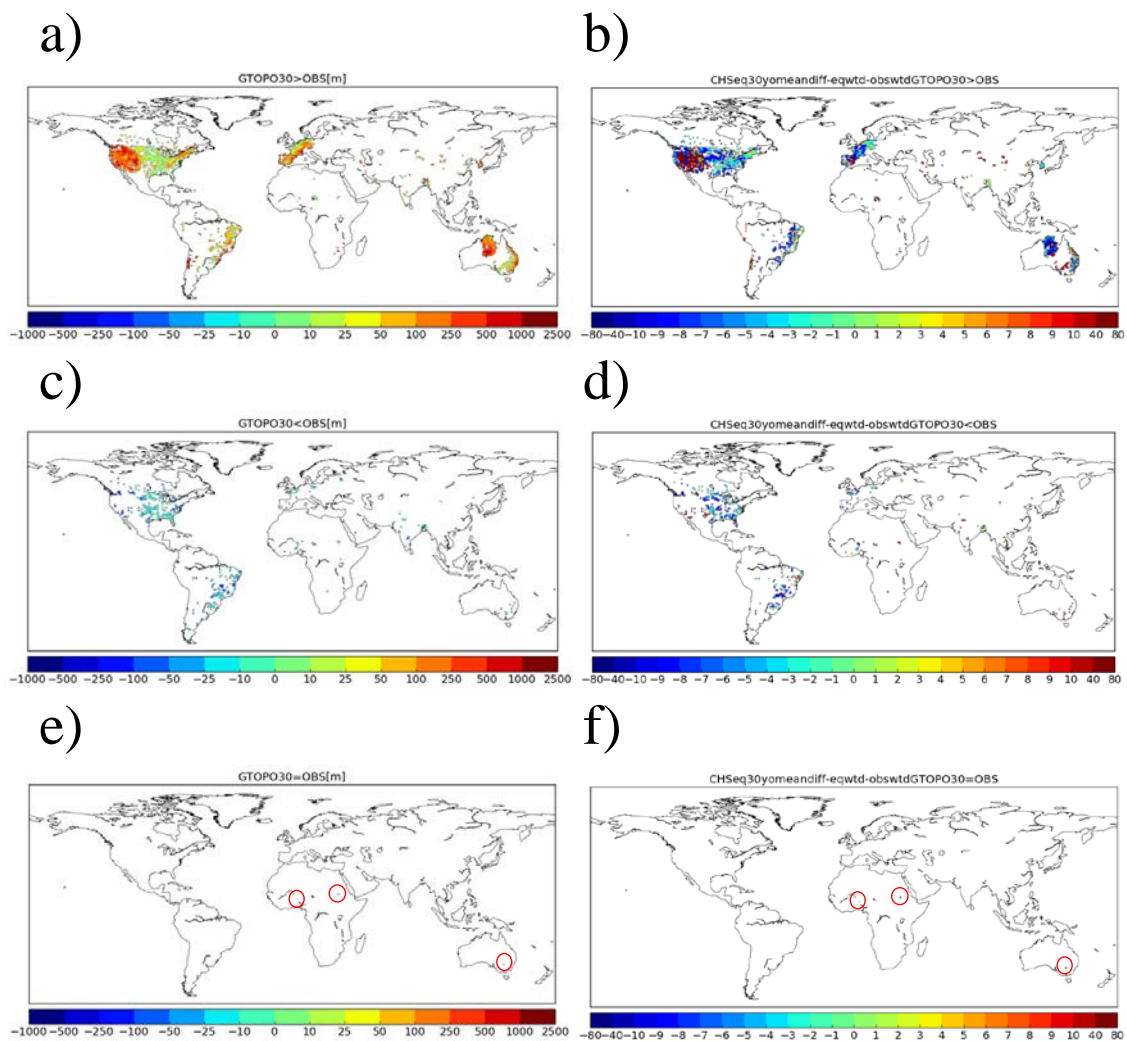 a)
b)
GTOPO30>OBS[m]
CHSeq30yomeandiff-eqwtd-obswtdGTOPO30>OBS
−1000 −500 −250 −100 −50 −25 −10 0 10 25 50 100 250 500 1000 2500
−80−40−10 −9 −8 −7 −6 −5 −4 −3 −2 −1 0 1 2 3 4 5 6 7 8 9 10 40 80
c)
d)
GTOPO30<OBS[m]
CHSeq30yomeandiff-eqwtd-obswtdGTOPO30<OBS
−1000 −500 −250 −100 −50 −25 −10 0 10 25 50 100 250 500 1000 2500
−80−10 −9 −8 −7 −6 −5 −4 −3 −2 −1 0 1 2 3 4 5 6 7 8 9 10 40 80
e)
f)
GTOPO30=OBS[m]
CHSeq30yomeandiff-eqwtd-obswtdGTOPO30=OBS
−1000 −500 −250 −100 −50 −25 −10 0 10 25 50 100 250 500 1000 2500
−80−40−10 −9 −8 −7 −6 −5 −4 −3 −2 −1 0 1 2 3 4 5 6 7 8 9 10 40 80